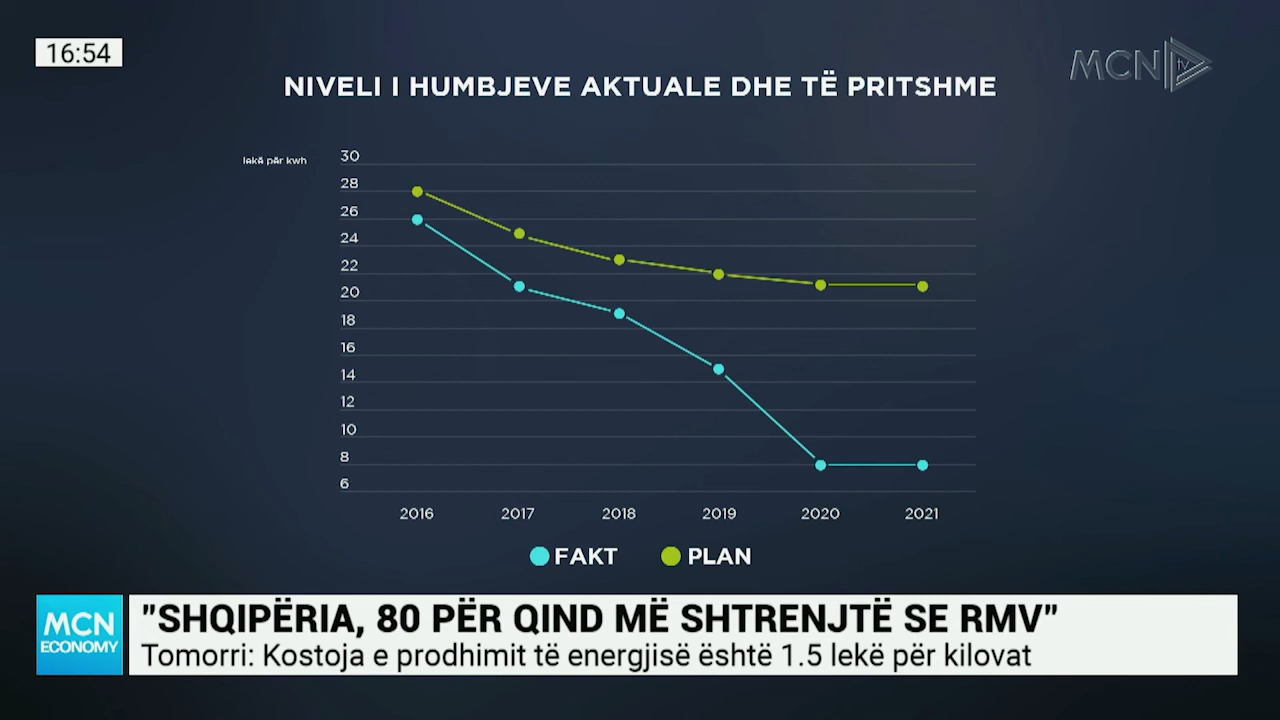 16:54
MCN tv
NIVELI I HUMBJEVE AKTUALE DHE TË PRITSHME
lekë për kwh
30
28
26
24
22
20
18
16
14
12
10
8
6
2016 2017 2018 2019 2020 2021
FAKT PLAN
MCN
ECONOMY
"SHQIPËRIA, 80 PËR QIND MË SHTRENJTË SE RMV"
Tomorri: Kostoja e prodhimit të energjisë është 1.5 lekë për kilovat